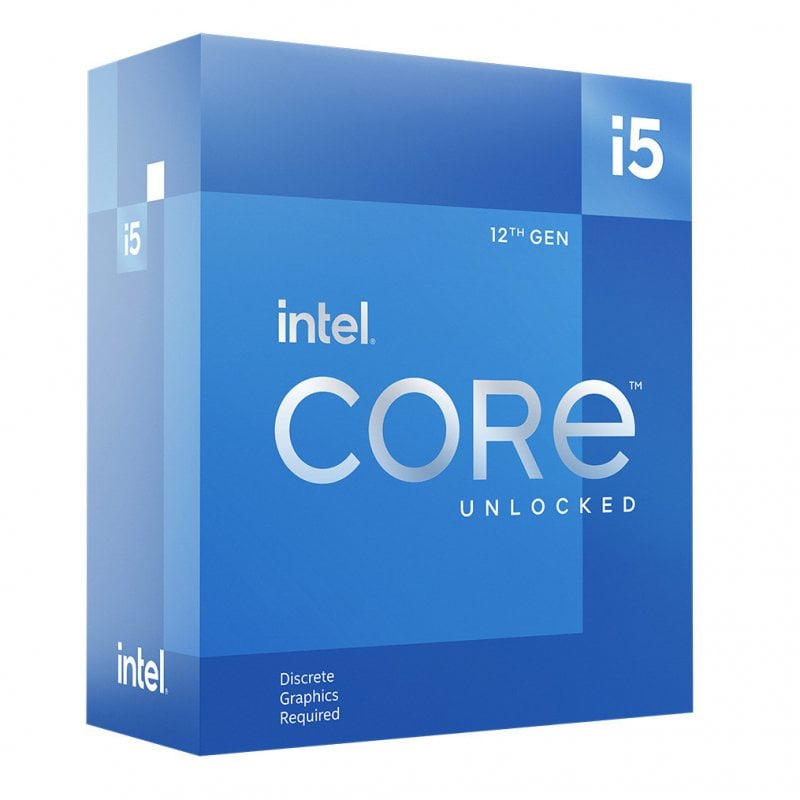 i5
12TH GEN
intel.
CORe™
UNLOCKED
Discrete
Graphics
Required
i5
intel.